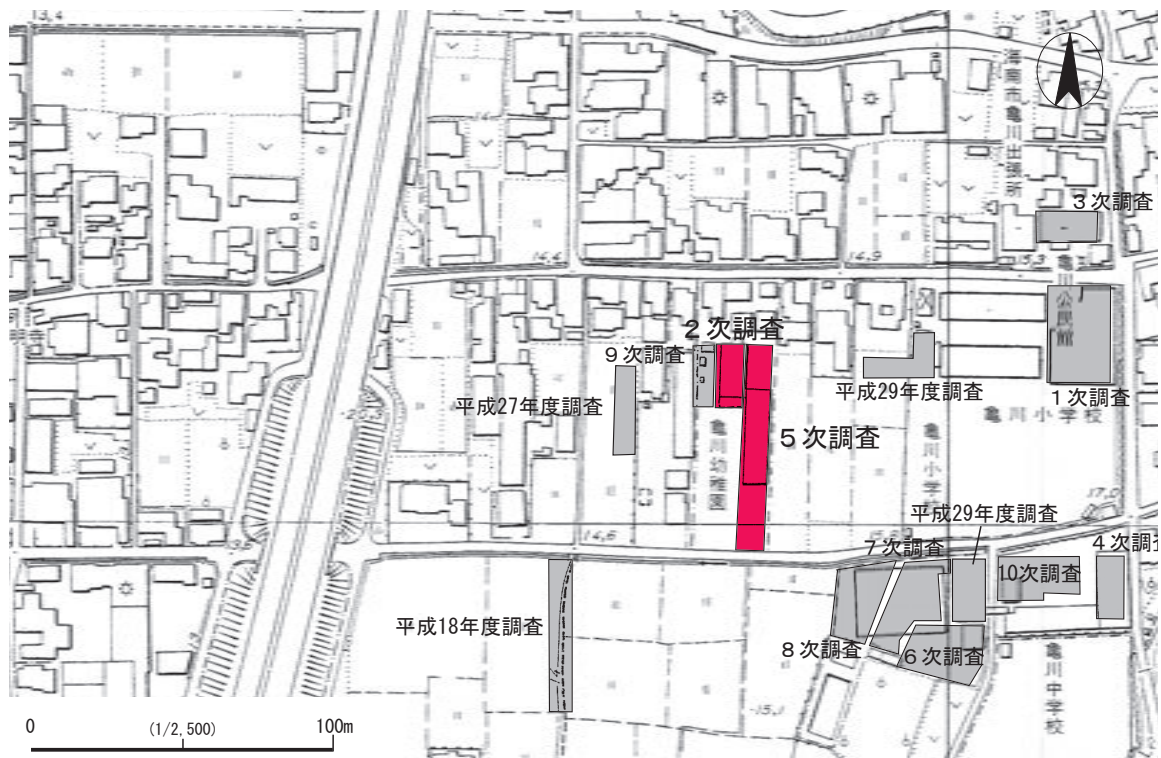 13.4
海南市亀川出張所
3次調査
14.4
14.9
15.3
亀川公民館
2次調査
9次調査
平成27年度調査
平成29年度調査
1次調査
亀川小学校
5次調査
亀川幼稚園
亀川小学校
17.0
平成29年度調査
14.6
7次調査
4次調査
10次調査
平成18年度調査
14
8次調査
6次調査
亀川中学校
15.1
0
(1/2,500)
100m